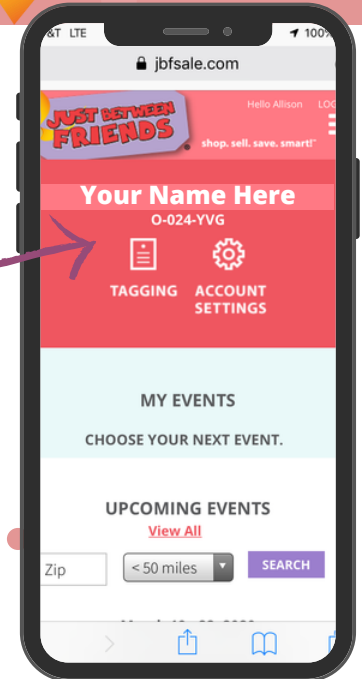 &T LTE
100%
jbfsale.com
Hello Allison LOG
JUST BETWEEN
FRIENDS
shop. sell. save. smart!
Your Name Here
O-024-YVG
TAGGING
ACCOUNT
SETTINGS
MY EVENTS
CHOOSE YOUR NEXT EVENT.
UPCOMING EVENTS
View All
Zip
< 50 miles
SEARCH